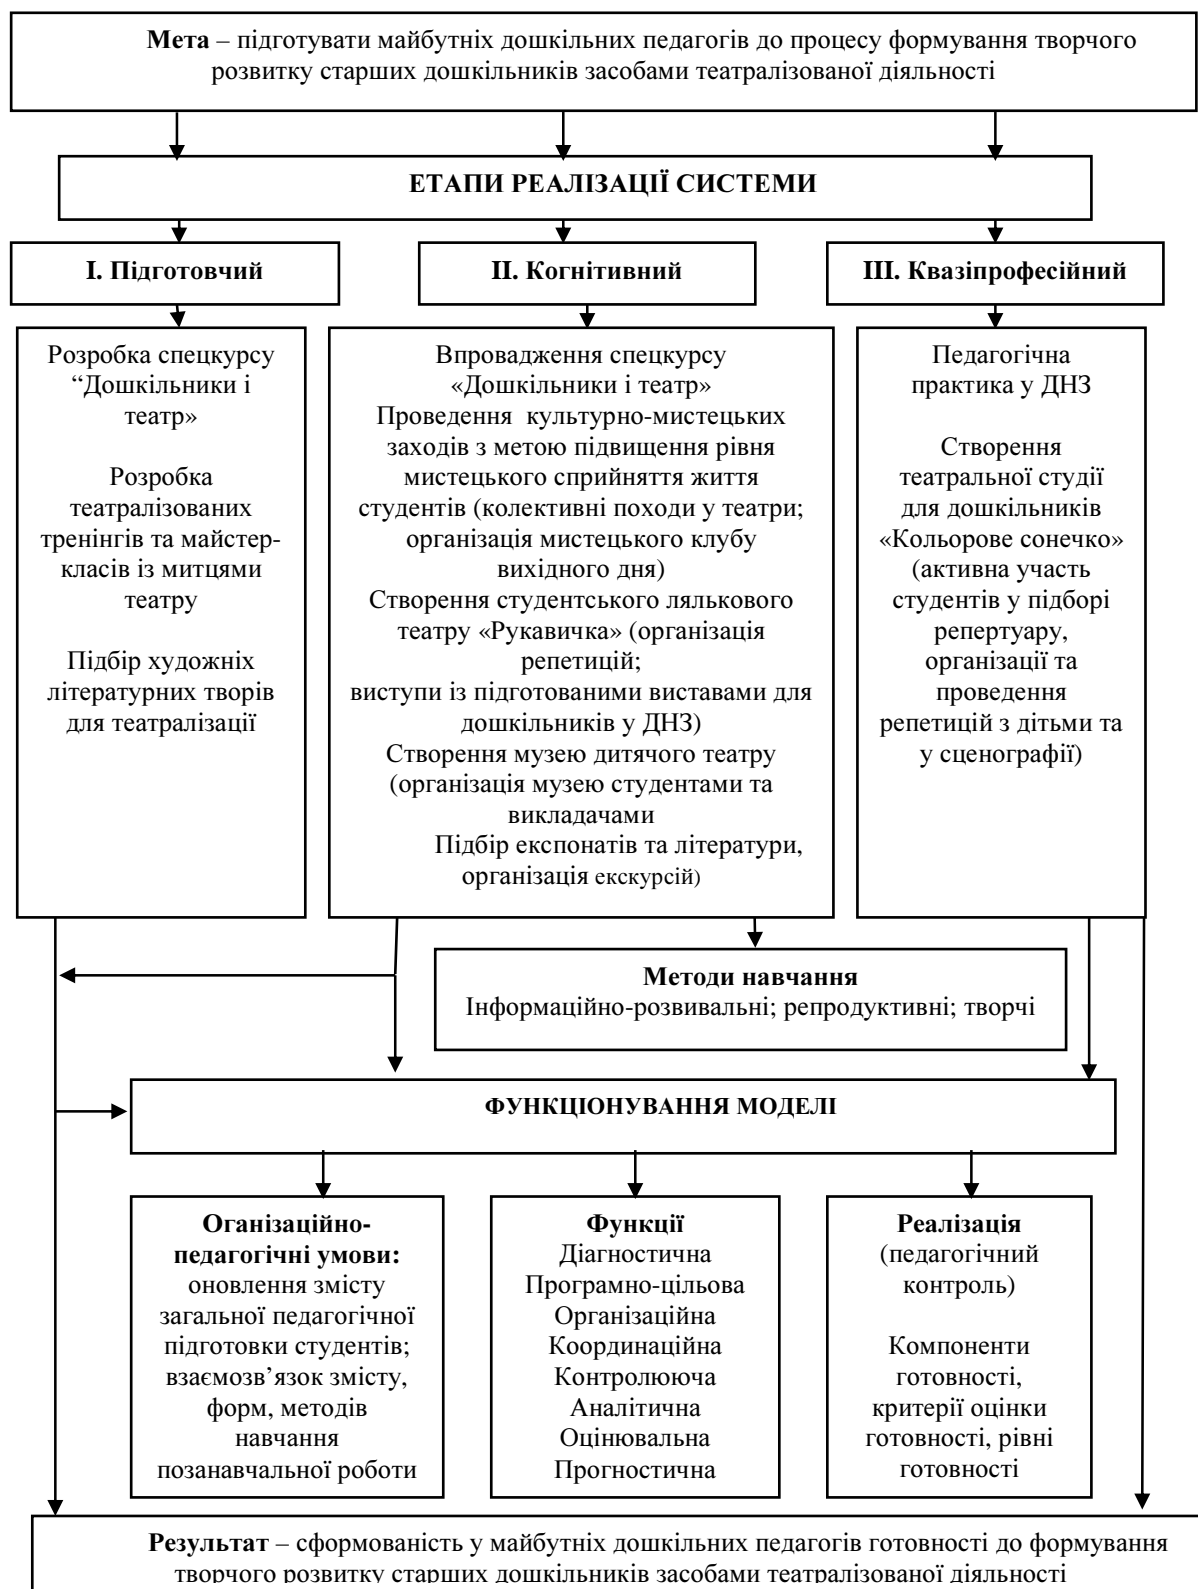 Мета – підготувати майбутніх дошкільних педагогів до процесу формування творчого
розвитку старших дошкільників засобами театралізованої діяльності
ЕТАПИ РЕАЛІЗАЦІЇ СИСТЕМИ
І. Підготовчий
ІІ. Когнітивний
ІІІ. Квазіпрофесійний
Розробка спецкурсу
“Дошкільники і
театр»
Розробка
театралізованих
тренінгів та майстер-
класів із митцями
театру
Підбір художніх
літературних творів
для театралізації
Впровадження спецкурсу
«Дошкільники і театр»
Проведення культурно-мистецьких
заходів з метою підвищення рівня
мистецького сприйняття життя
студентів (колективні походи у театри;
організація мистецького клубу
вихідного дня)
Створення студентського лялькового
театру «Рукавичка» (організація
репетицій;
виступи із підготованими виставами для
дошкільників у ДНЗ)
Створення музею дитячого театру
(організація музею студентами та
викладачами
Підбір експонатів та літератури,
організація екскурсій)
Педагогічна
практика у ДНЗ
Створення
театральної студії
для дошкільників
«Кольорове сонечко»
(активна участь
студентів у підборі
репертуару,
організації та
проведення
репетицій з дітьми та
у сценографії)
Методи навчання
Інформаційно-розвивальні; репродуктивні; творчі
ФУНКЦІОНУВАННЯ МОДЕЛІ
Оганізаційно-
педагогічні умови:
оновлення змісту
загальної педагогічної
підготовки студентів;
взаємозв’язок змісту,
форм, методів
навчання
позанавчальної роботи
Функції
Діагностична
Програмно-цільова
Організаційна
Координаційна
Контролююча
Аналітична
Оцінювальна
Прогностична
Реалізація
(педагогічний
контроль)
Компоненти
готовності,
критерії оцінки
готовності, рівні
готовності
Результат – сформованість у майбутніх дошкільних педагогів готовності до формування
творчого розвитку старших дошкільників засобами театралізованої діяльності